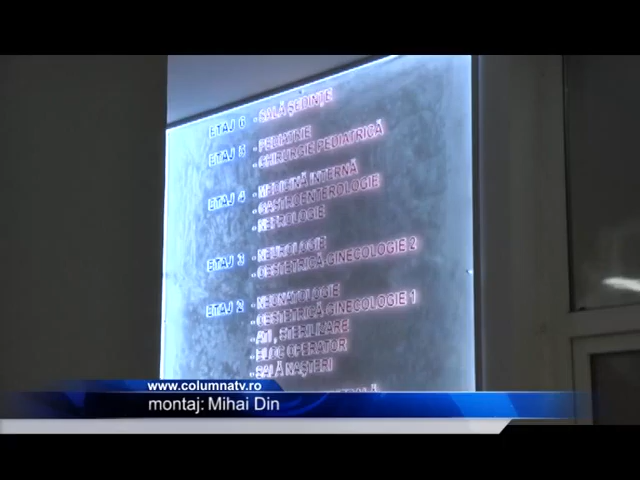 ETAJ 6 - SALĂ ȘEDINȚE
ETAJ 5 - PEDIATRIE
- CHIRURGIE PEDIATRICĂ
ETAJ 4 - MEDICINĂ INTERNĂ
- GASTROENTEROLOGIE
- NEFROLOGIE
ETAJ 3 - NEUROLOGIE
- OBSTETRICĂ-GINECOLOGIE 2
ETAJ 2 - NEONATOLOGIE
- OBSTETRICĂ-GINECOLOGIE 1
- ATI, STERILIZARE
- BLOC OPERATOR
- SALĂ NAȘTERI
www.columnatv.ro
montaj: Mihai Din